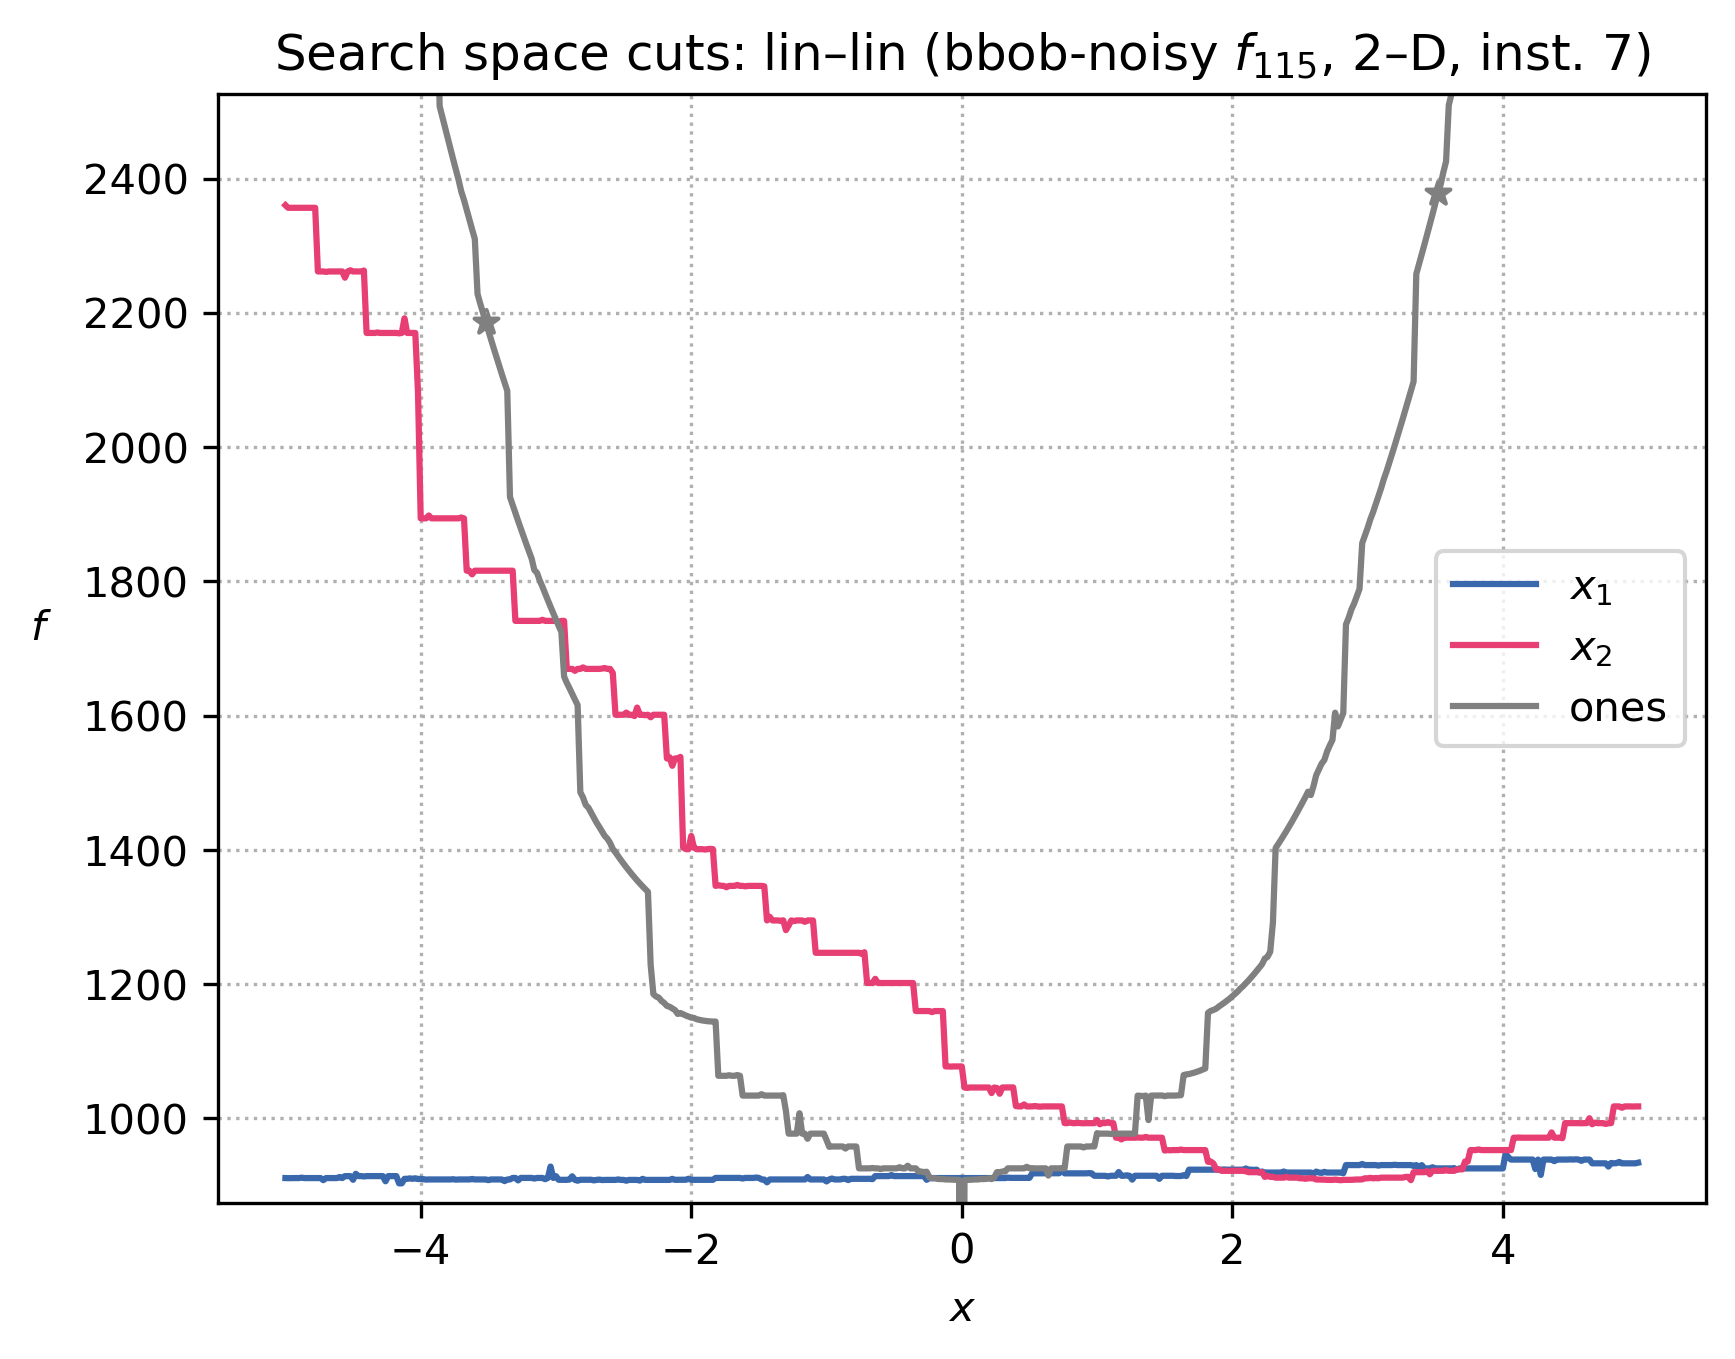 Search space cuts: lin–lin (bbob-noisy f₁₁₅, 2–D, inst. 7)
2400
2200
2000
1800
1600
1400
1200
1000
f
x₁
x₂
ones
−4 −2 0 2 4
x